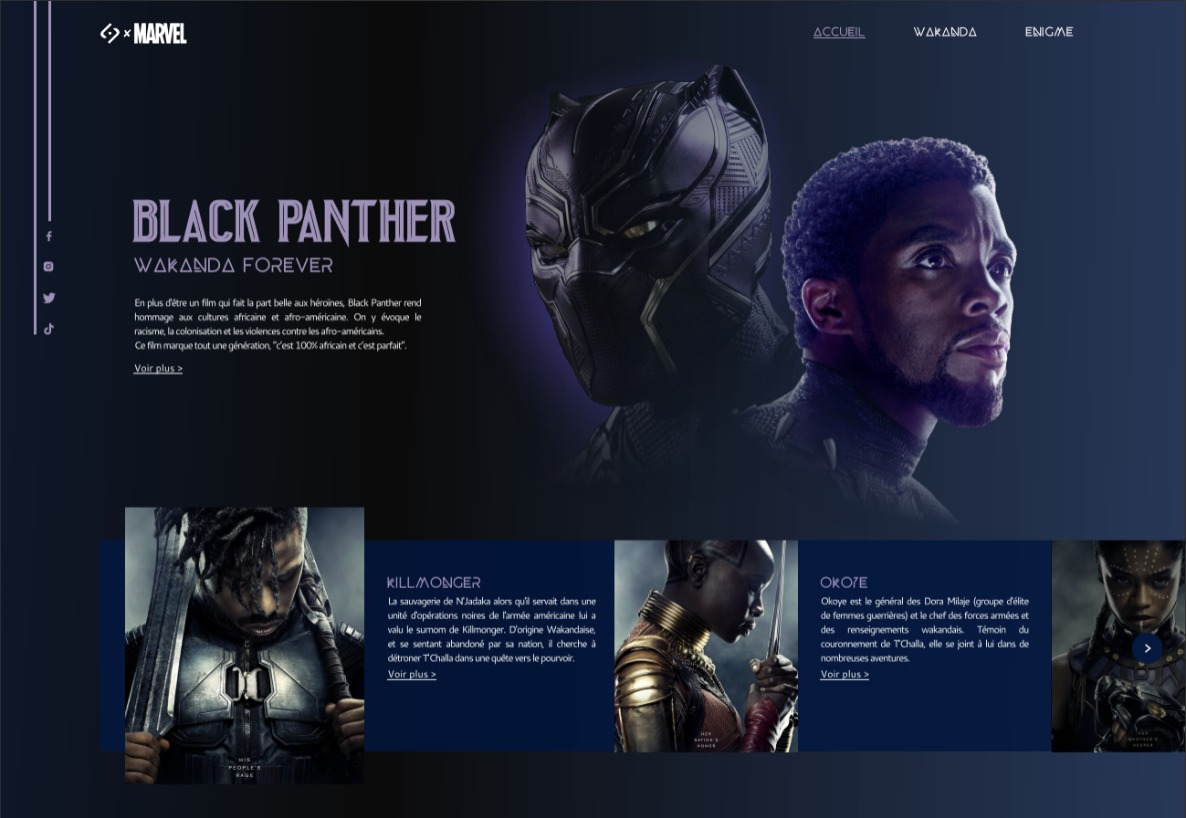 x MARVEL
ACCUEIL
WAKANDA
ENIGME
BLACK PANTHER
WAKANDA FOREVER
En plus d'être un film qui fait la part belle aux héroïnes, Black Panther rend
hommage aux cultures africaine et afro-américaine. On y évoque le
racisme, la colonisation et les violences contre les afro-américains.
Ce film marque tout une génération, "c'est 100% africain et c'est parfait".
Voir plus >
KILLMONGER
La sauvagerie de N'Jadaka alors qu'il servait dans une
unité d'opérations noires de l'armée américaine lui a
valu le surnom de Killmonger. D'origine Wakandaise,
et se sentant abandoné par sa nation, il cherche à
détroner T'Challa dans une quête vers le pourvoir.
Voir plus >
HIS
PEOPLE'S
RAGE
OKOYE
Okoye est le général des Dora Milaje (groupe d'élite
de femmes guerrières) et le chef des forces armées et
des renseignements wakandais. Témoin du
couronnement de T'Challa, elle se joint à lui dans de
nombreuses aventures.
Voir plus >
HER
NATION'S
HONOR
HER
BROTHER'S
KEEPER